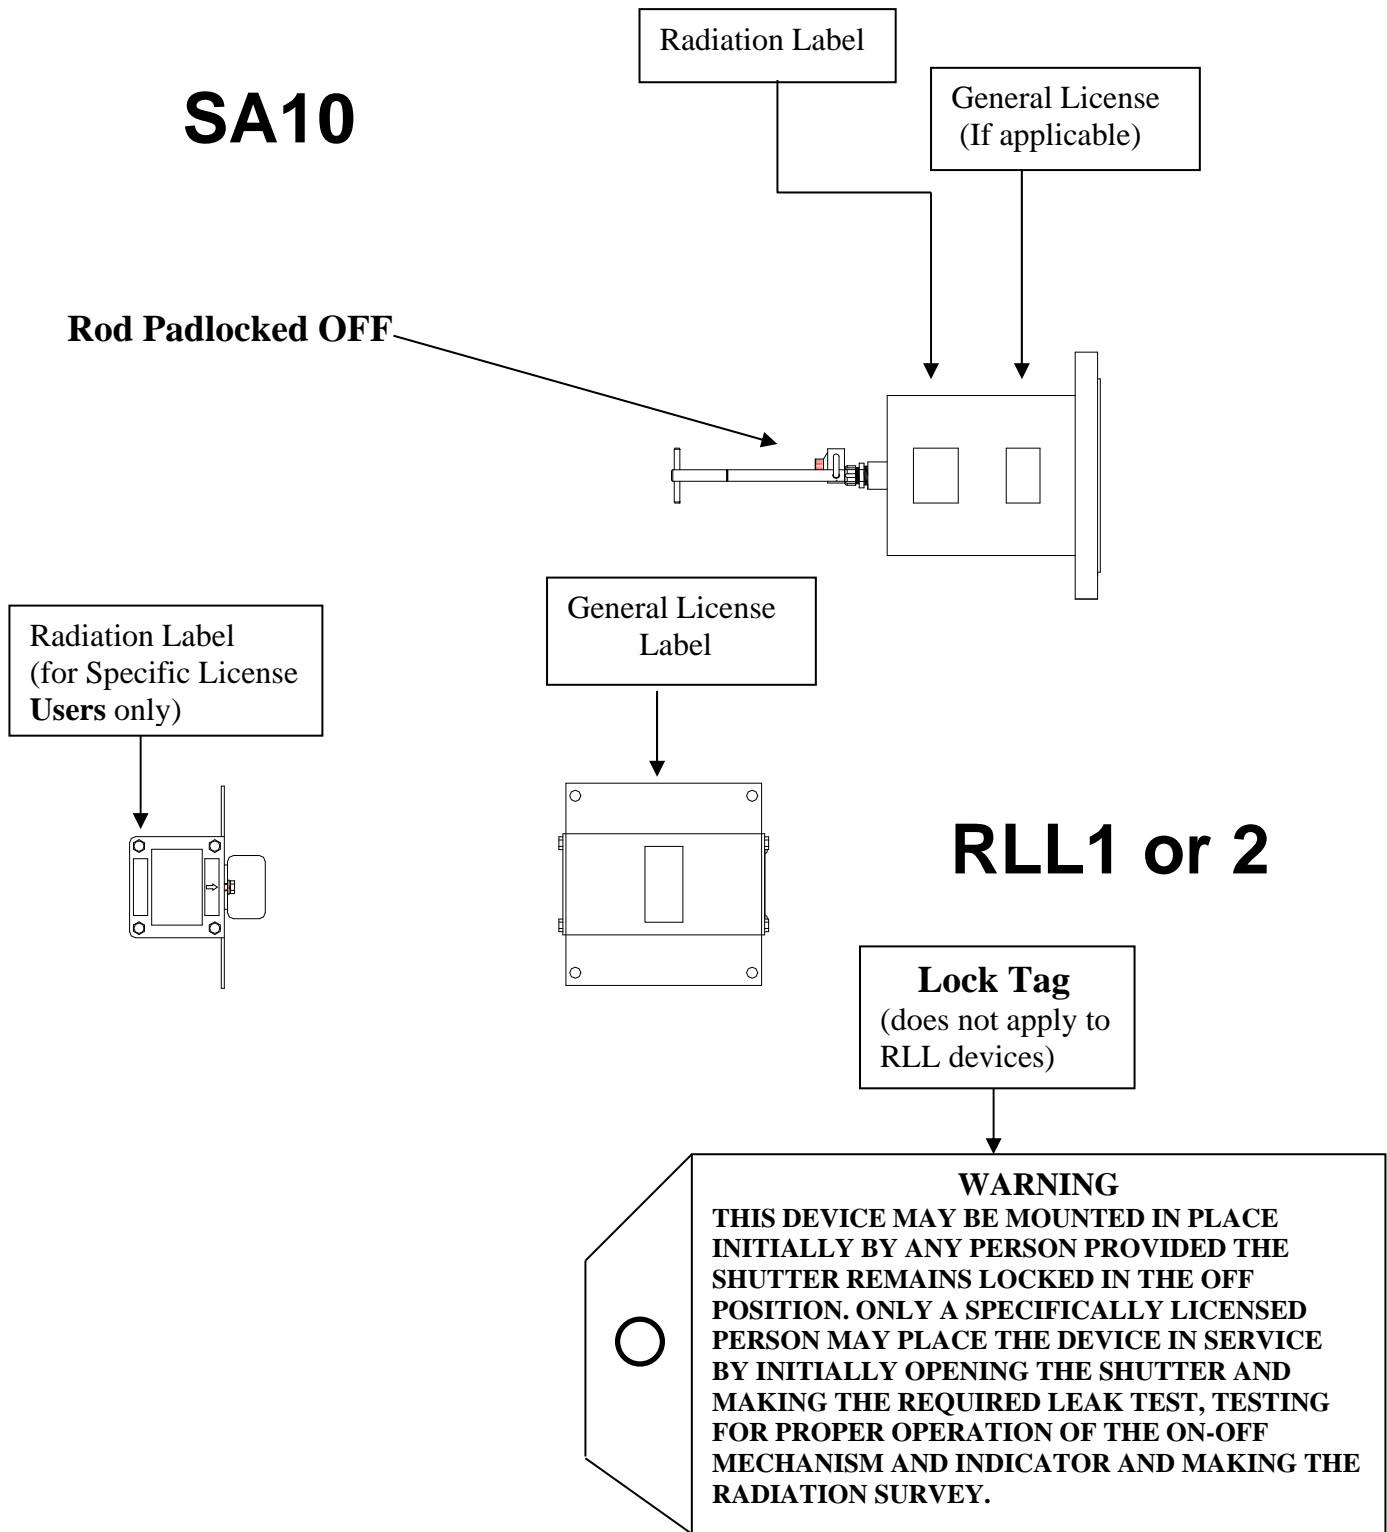 Radiation Label
SA10
General License
(If applicable)
Rod Padlocked OFF
General License
Label
Radiation Label
(for Specific License
Users only)
RLL1 or 2
Lock Tag
(does not apply to
RLL devices)
WARNING
THIS DEVICE MAY BE MOUNTED IN PLACE
INITIALLY BY ANY PERSON PROVIDED THE
SHUTTER REMAINS LOCKED IN THE OFF
POSITION. ONLY A SPECIFICALLY LICENSED
PERSON MAY PLACE THE DEVICE IN SERVICE
BY INITIALLY OPENING THE SHUTTER AND
MAKING THE REQUIRED LEAK TEST, TESTING
FOR PROPER OPERATION OF THE ON-OFF
MECHANISM AND INDICATOR AND MAKING THE
RADIATION SURVEY.